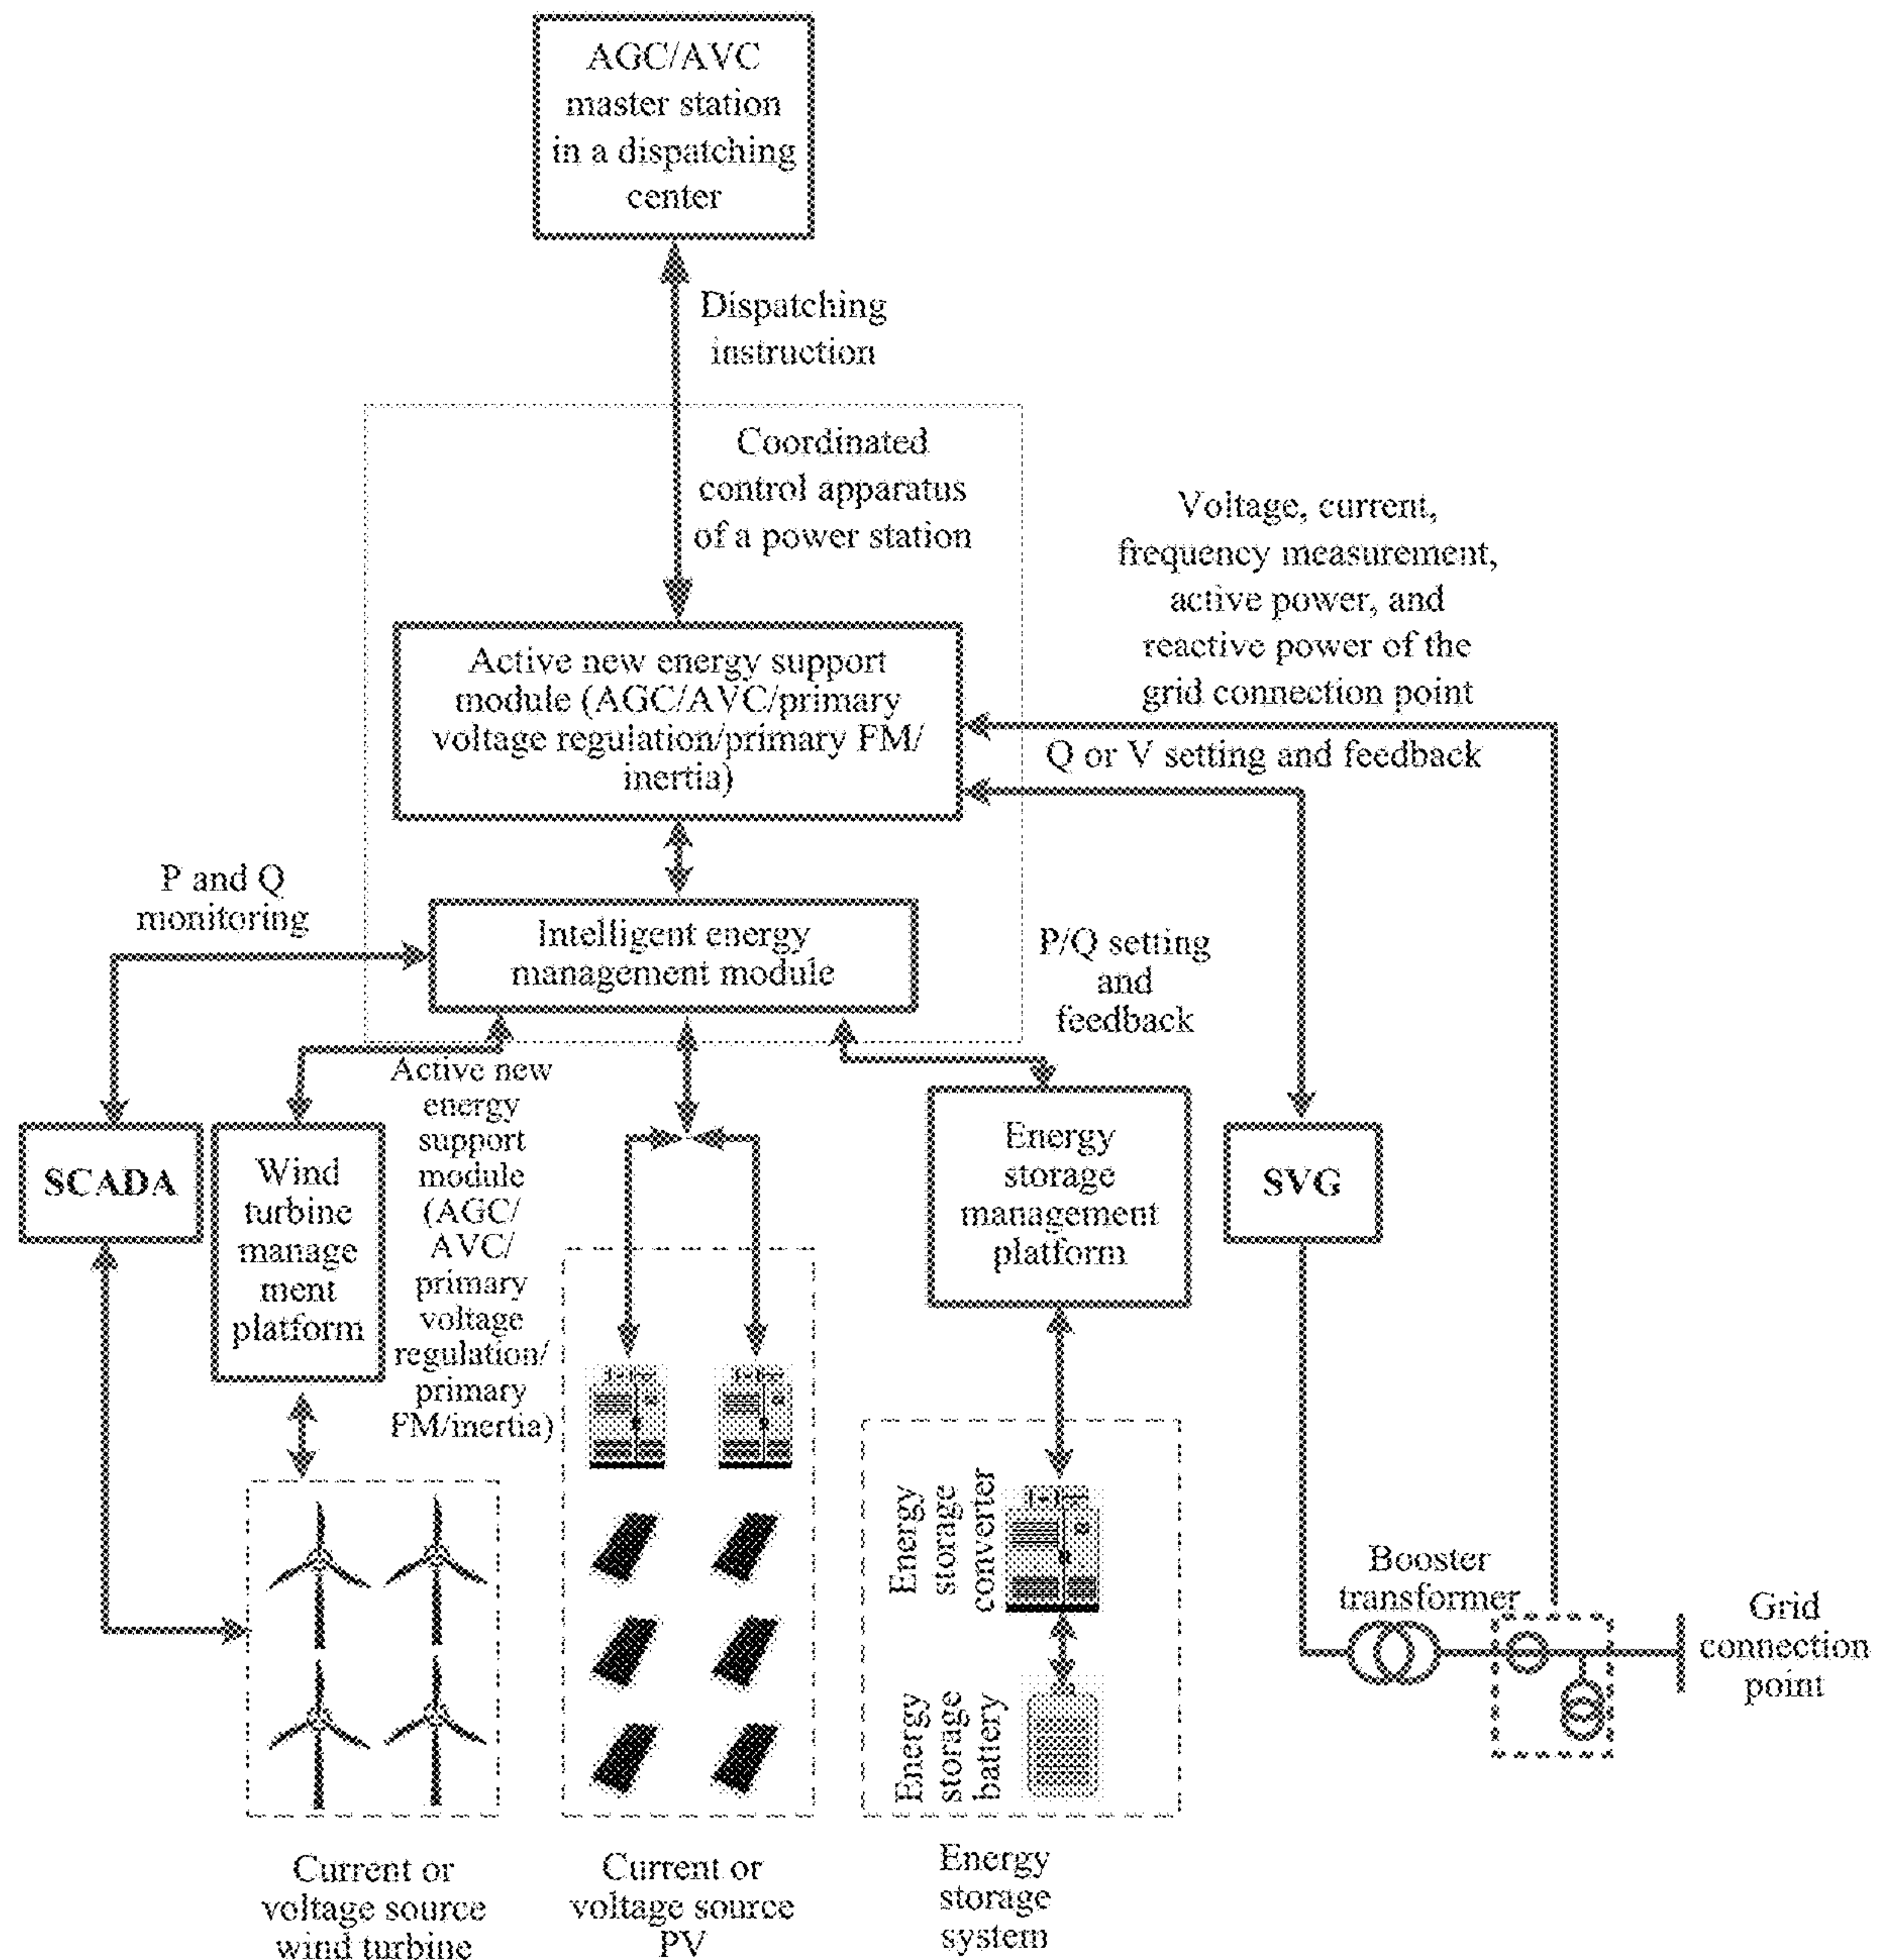 AGC/AVC
master station
in a dispatching
center
Dispatching
instruction
Coordinated
control apparatus
of a power station
Voltage, current,
frequency measurement,
active power, and
reactive power of the
grid connection point
Active new energy support
module (AGC/AVC/primary
voltage regulation/primary FM/
inertia)
Q or V setting and feedback
P and Q
monitoring
Intelligent energy
management module
P/Q setting
and
feedback
SCADA
Wind
turbine
manage
ment
platform
Active new
energy
support
module
(AGC/
AVC/
primary
voltage
regulation/
primary
FM/inertia)
Energy
storage
management
platform
SVG
Energy
storage
converter
Energy
storage
battery
Booster
transformer
Grid
connection
point
Current or
voltage source
wind turbine
Current or
voltage source
PV
Energy
storage
system